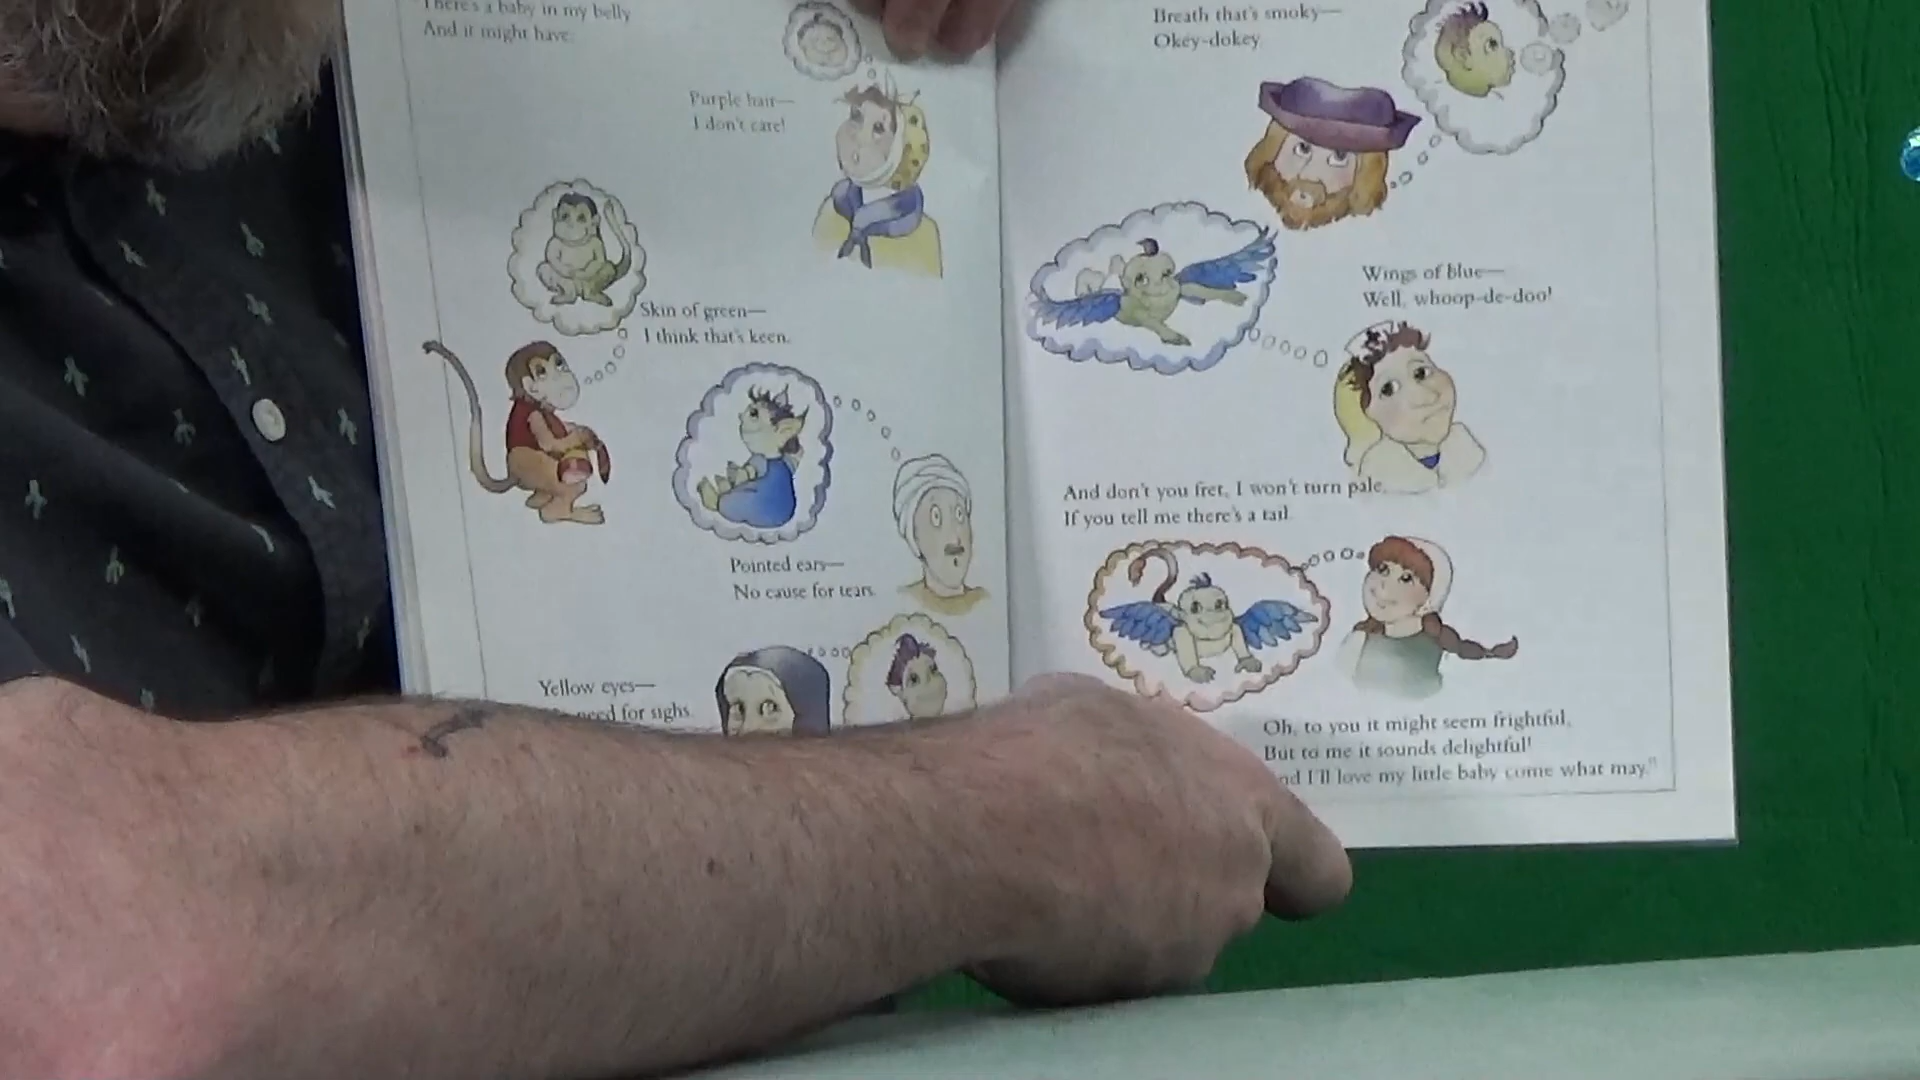 There's a baby in my belly
And it might have:
Purple hair—
I don't care!
Skin of green—
I think that's keen.
Pointed ears—
No cause for tears.
Yellow eyes—
need for sighs.
Breath that's smoky—
Okey-dokey.
Wings of blue—
Well, whoop-de-doo!
And don't you fret, I won't turn pale,
If you tell me there's a tail.
Oh, to you it might seem frightful,
But to me it sounds delightful!
I'll love my little baby come what may."